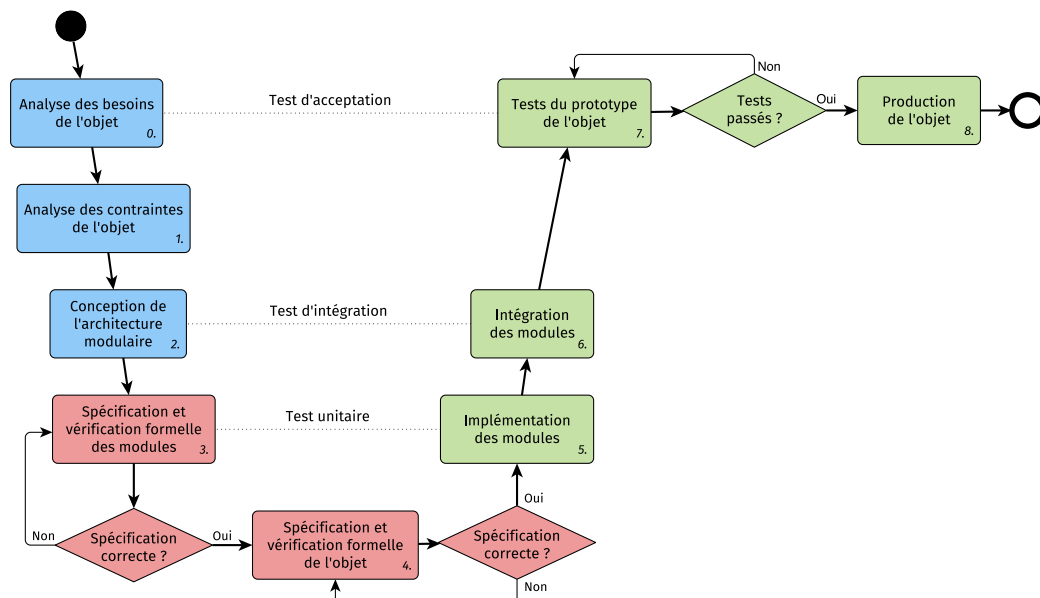 Analyse des besoins
de l'objet
0.
Test d'acceptation
Tests du prototype
de l'objet
7.
Non
Tests
passés ?
Oui
Production
de l'objet
8.
Analyse des contraintes
de l'objet
1.
Conception de
l'architecture
modulaire
2.
Test d'intégration
Intégration
des modules
6.
Spécification et
vérification formelle
des modules
3.
Test unitaire
Implémentation
des modules
5.
Non
Spécification
correcte ?
Oui
Spécification et
vérification formelle
de l'objet
4.
Oui
Spécification
correcte ?
Non